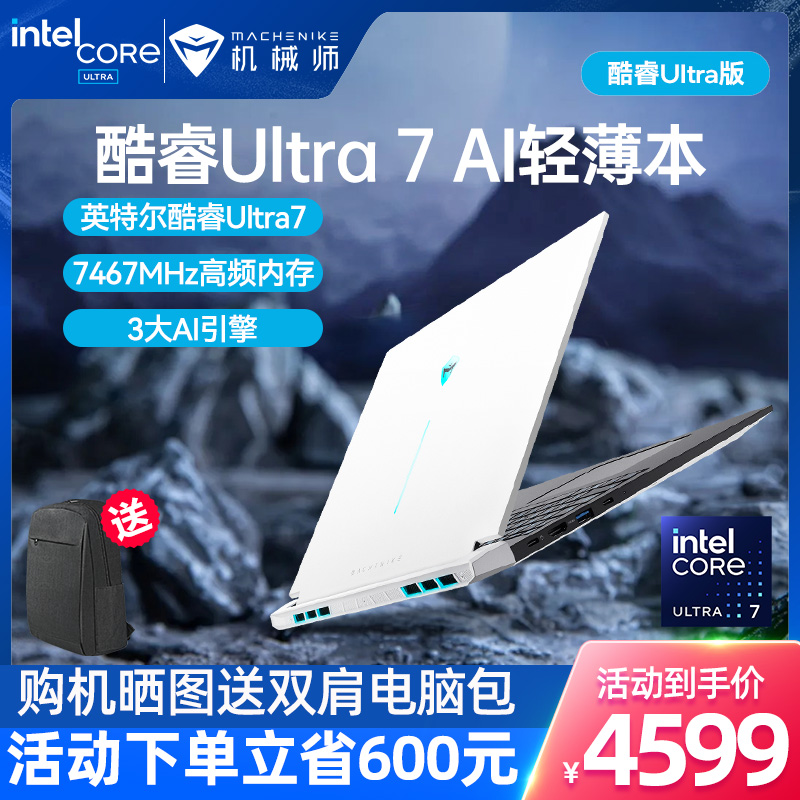 intel CORE ULTRA
MACHENIKE
机械师
酷睿Ultra版
酷睿Ultra 7 AI轻薄本
英特尔酷睿Ultra7
7467MHz高频内存
3大AI引擎
送
MACHENIKE
intel
CORE
ULTRA 7
购机晒图送双肩电脑包
活动下单立省600元
活动到手价
¥4599